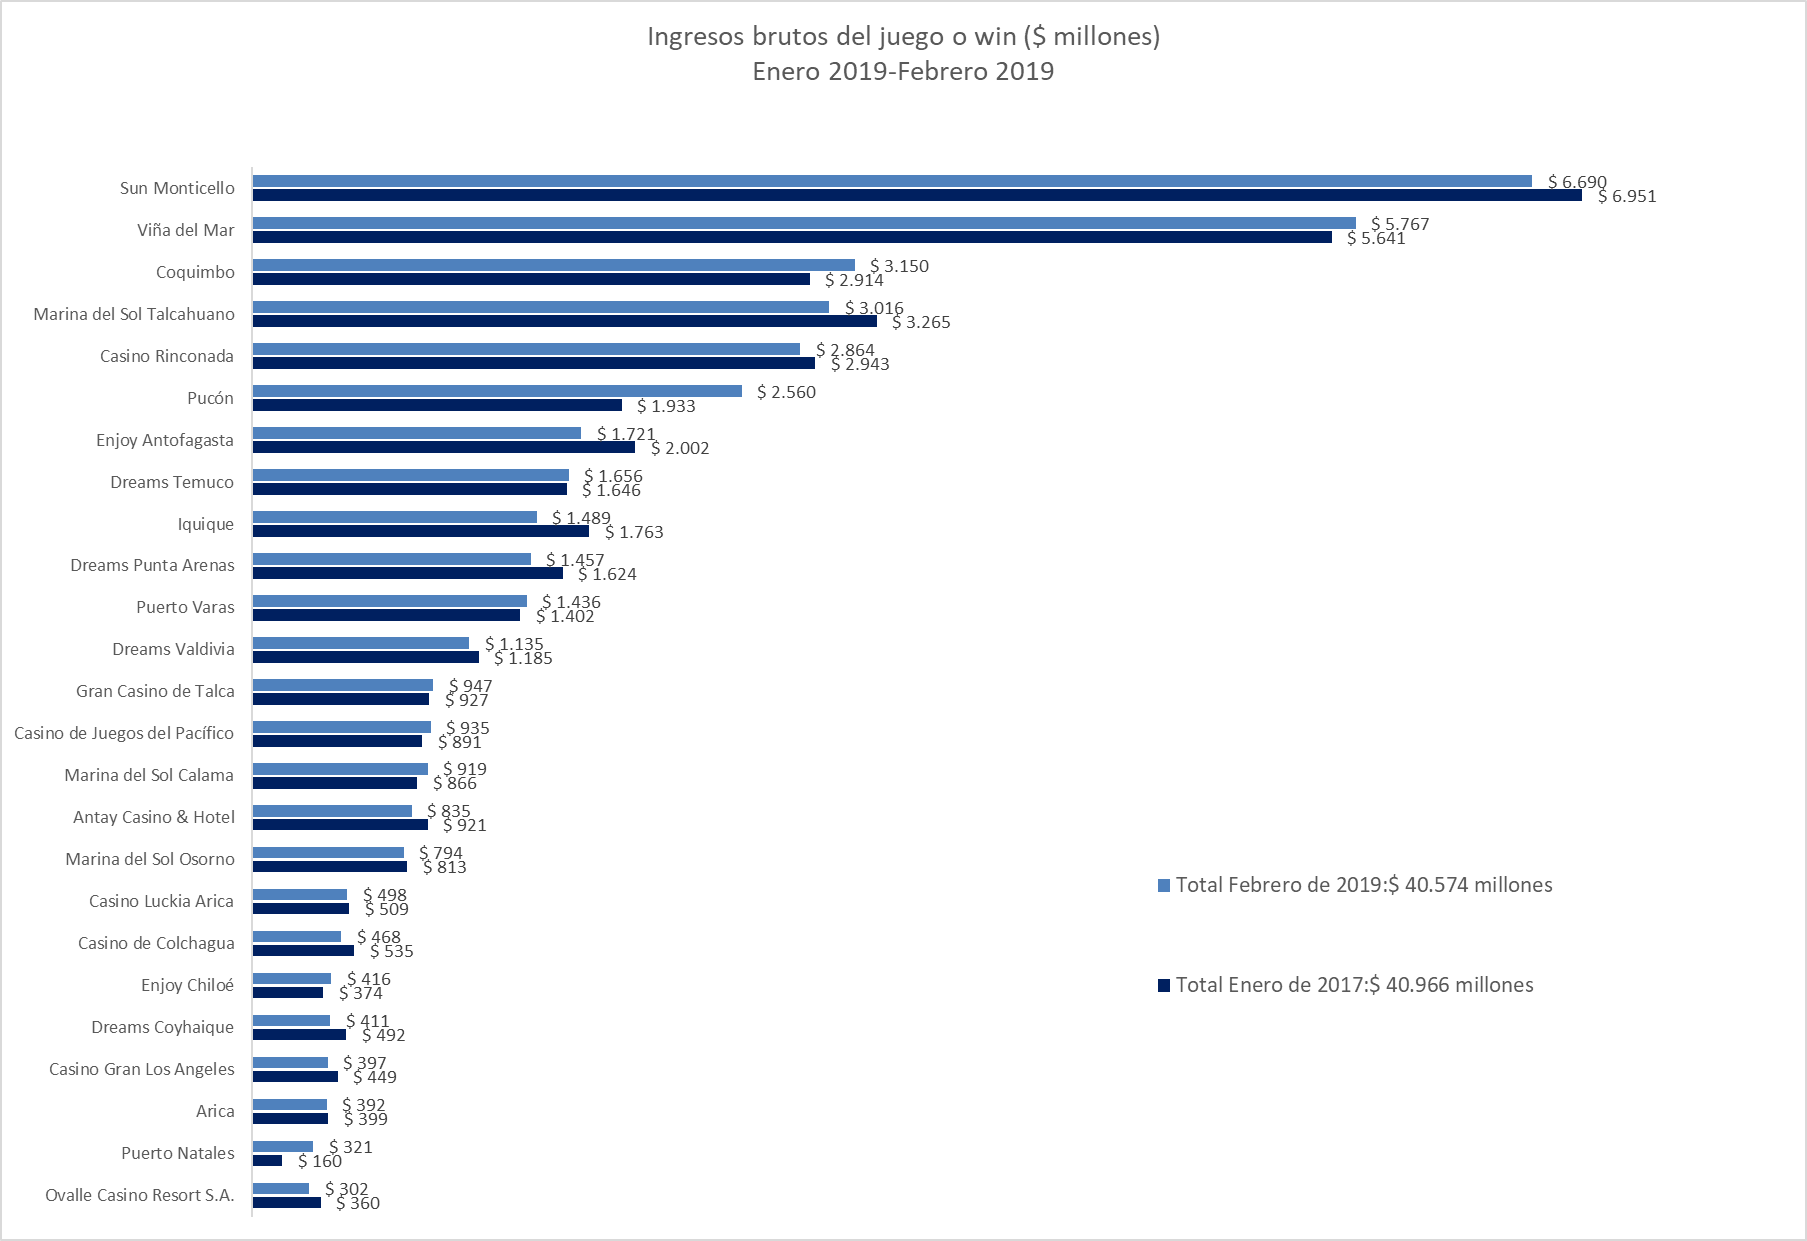 Ingresos brutos del juego o win ($ millones)
Enero 2019-Febrero 2019
Sun Monticello
$ 6.690
$ 6.951
Viña del Mar
$ 5.767
$ 5.641
Coquimbo
$ 3.150
$ 2.914
Marina del Sol Talcahuano
$ 3.016
$ 3.265
Casino Rinconada
$ 2.864
$ 2.943
Pucón
$ 2.560
$ 1.933
Enjoy Antofagasta
$ 1.721
$ 2.002
Dreams Temuco
$ 1.656
$ 1.646
Iquique
$ 1.489
$ 1.763
Dreams Punta Arenas
$ 1.457
$ 1.624
Puerto Varas
$ 1.436
$ 1.402
Dreams Valdivia
$ 1.135
$ 1.185
Gran Casino de Talca
$ 947
$ 927
Casino de Juegos del Pacífico
$ 935
$ 891
Marina del Sol Calama
$ 919
$ 866
Antay Casino & Hotel
$ 835
$ 921
Marina del Sol Osorno
$ 794
$ 813
Casino Luckia Arica
$ 498
$ 509
Casino de Colchagua
$ 468
$ 535
Enjoy Chiloé
$ 416
$ 374
Dreams Coyhaique
$ 411
$ 492
Casino Gran Los Angeles
$ 397
$ 449
Arica
$ 392
$ 399
Puerto Natales
$ 321
$ 160
Ovalle Casino Resort S.A.
$ 302
$ 360
Total Febrero de 2019:$ 40.574 millones
Total Enero de 2017:$ 40.966 millones